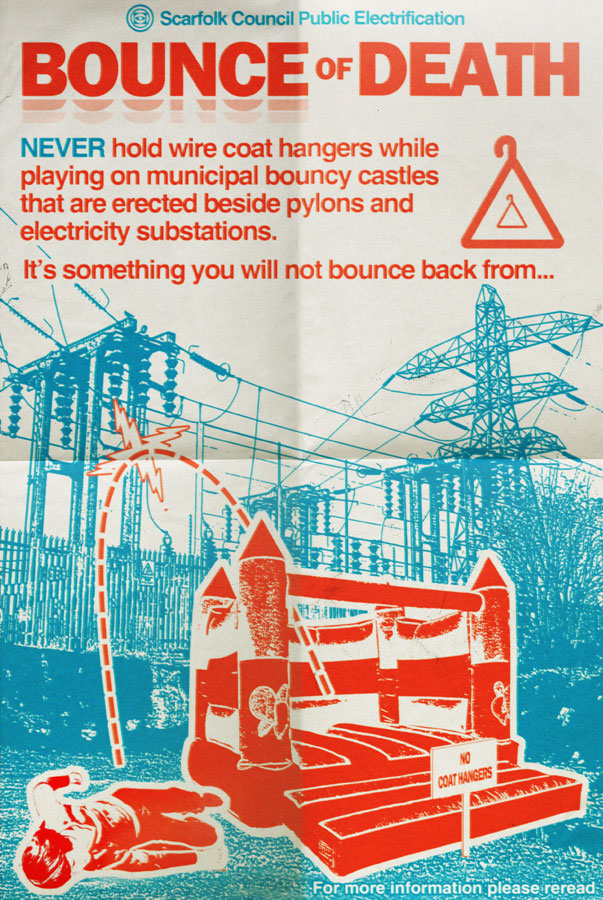 Scarfolk Council Public Electrification
BOUNCE OF DEATH
NEVER hold wire coat hangers while
playing on municipal bouncy castles
that are erected beside pylons and
electricity substations.
It's something you will not bounce back from...
NO
COAT HANGERS
For more information please reread